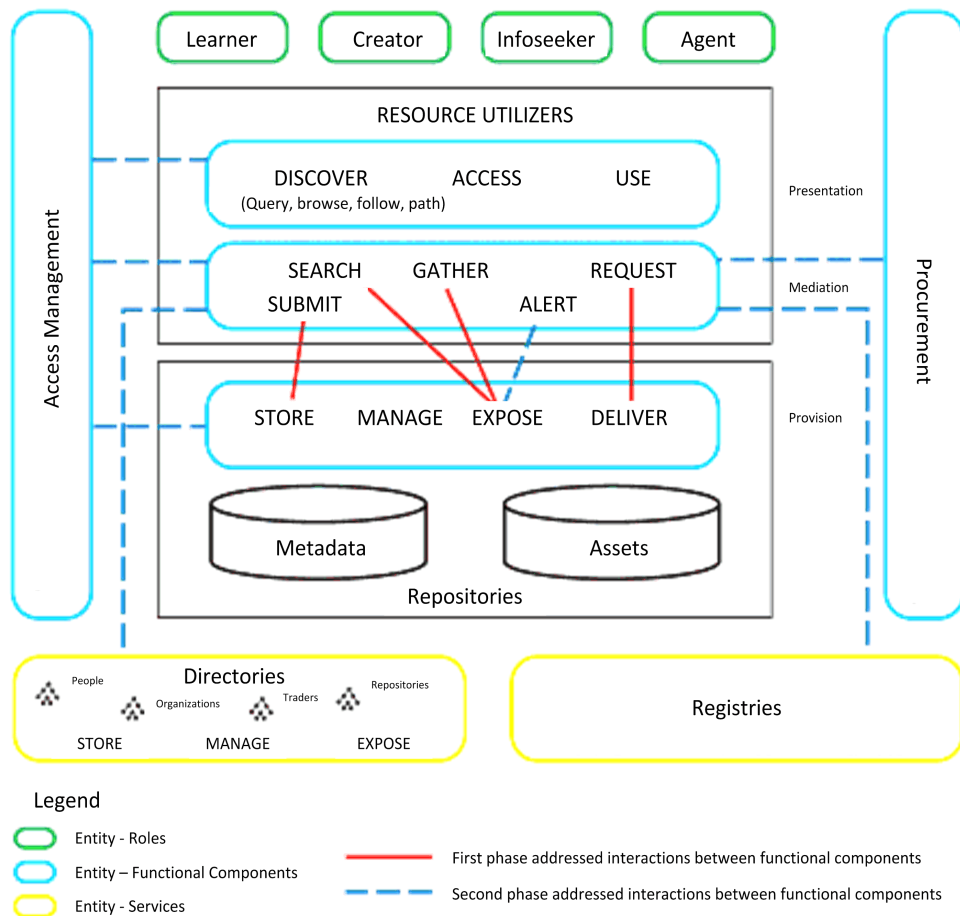 Learner
Creator
Infoseeker
Agent
RESOURCE UTILIZERS
DISCOVER
ACCESS
USE
(Query, browse, follow, path)
Presentation
SEARCH
GATHER
REQUEST
SUBMIT
ALERT
Mediation
Access Management
Procurement
STORE
MANAGE
EXPOSE
DELIVER
Provision
Metadata
Assets
Repositories
Directories
People
Organizations
Traders
Repositories
STORE
MANAGE
EXPOSE
Registries
Legend
Entity - Roles
Entity – Functional Components
Entity - Services
First phase addressed interactions between functional components
Second phase addressed interactions between functional components